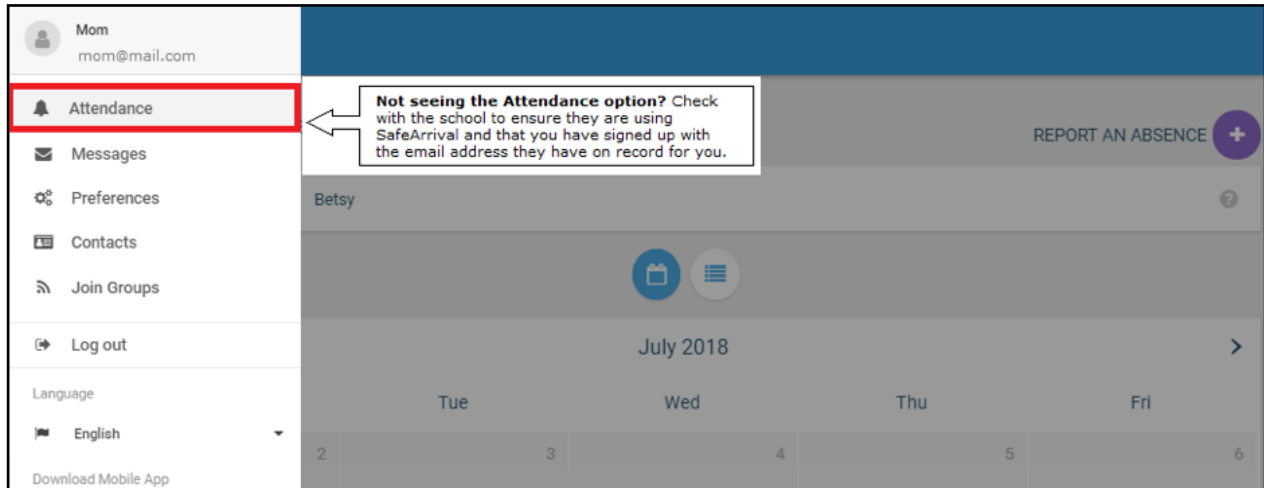 Mom
mom@mail.com
Attendance
Not seeing the Attendance option? Check
with the school to ensure they are using
SafeArrival and that you have signed up with
the email address they have on record for you.
REPORT AN ABSENCE +
Messages
Preferences
Betsy ?
Contacts
Join Groups
Log out
July 2018 >
Language
Tue Wed Thu Fri
English
2 3 4 5 6
Download Mobile App